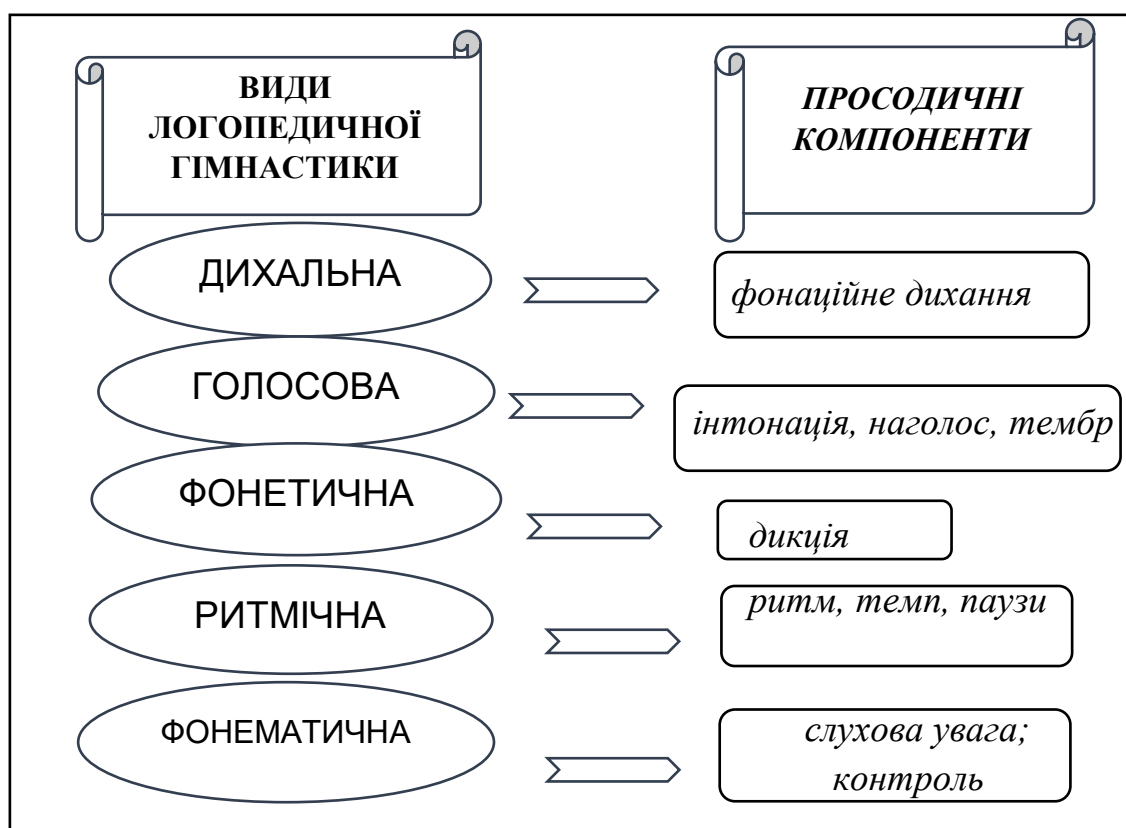 ВИДИ
ЛОГОПЕДИЧНОЇ
ГІМНАСТИКИ
ПРОСОДИЧНІ
КОМПОНЕНТИ
ДИХАЛЬНА
фонаційне дихання
ГОЛОСОВА
інтонація, наголос, тембр
ФОНЕТИЧНА
дикція
РИТМІЧНА
ритм, темп, паузи
ФОНЕМАТИЧНА
слухова увага;
контроль